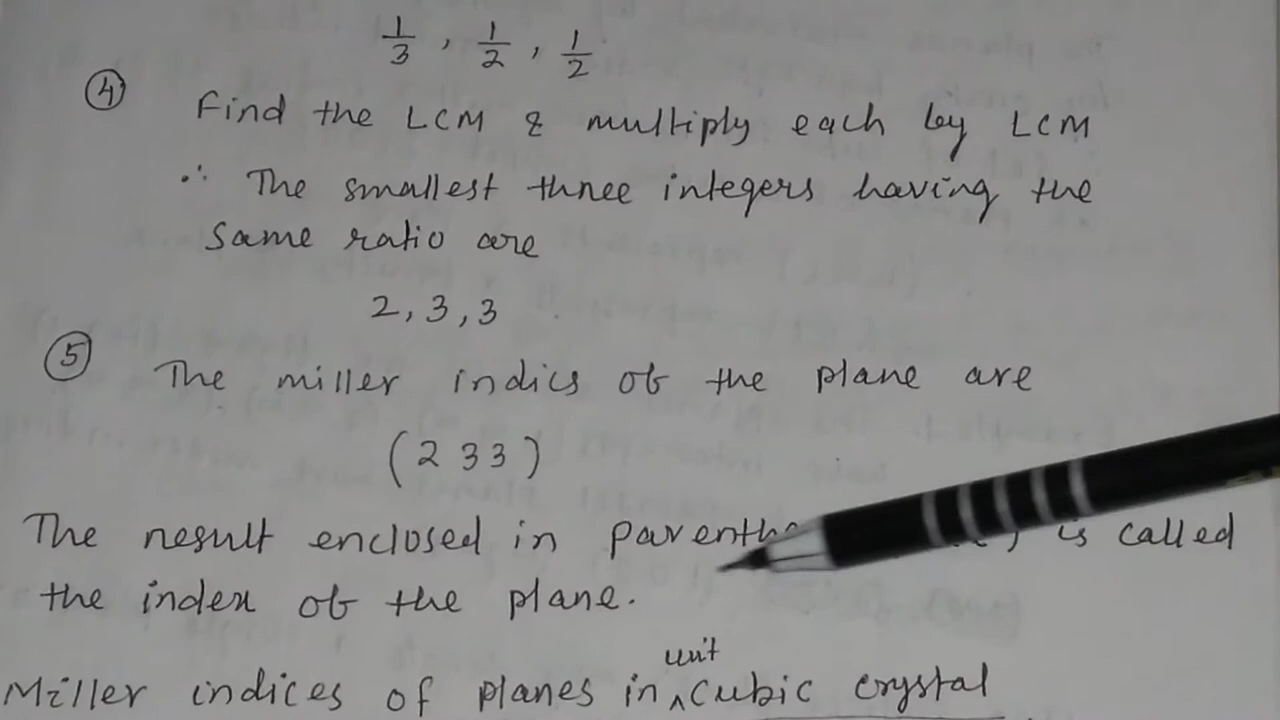 1/3 , 1/2 , 1/2
④ Find the LCM & multiply each by LCM
∴ The smallest three integers having the
same ratio are
2, 3, 3
⑤ The miller indics of the plane are
(2 3 3)
The result enclosed in is called
the index of the plane.
Miller indices of planes in ^unit cubic crystal